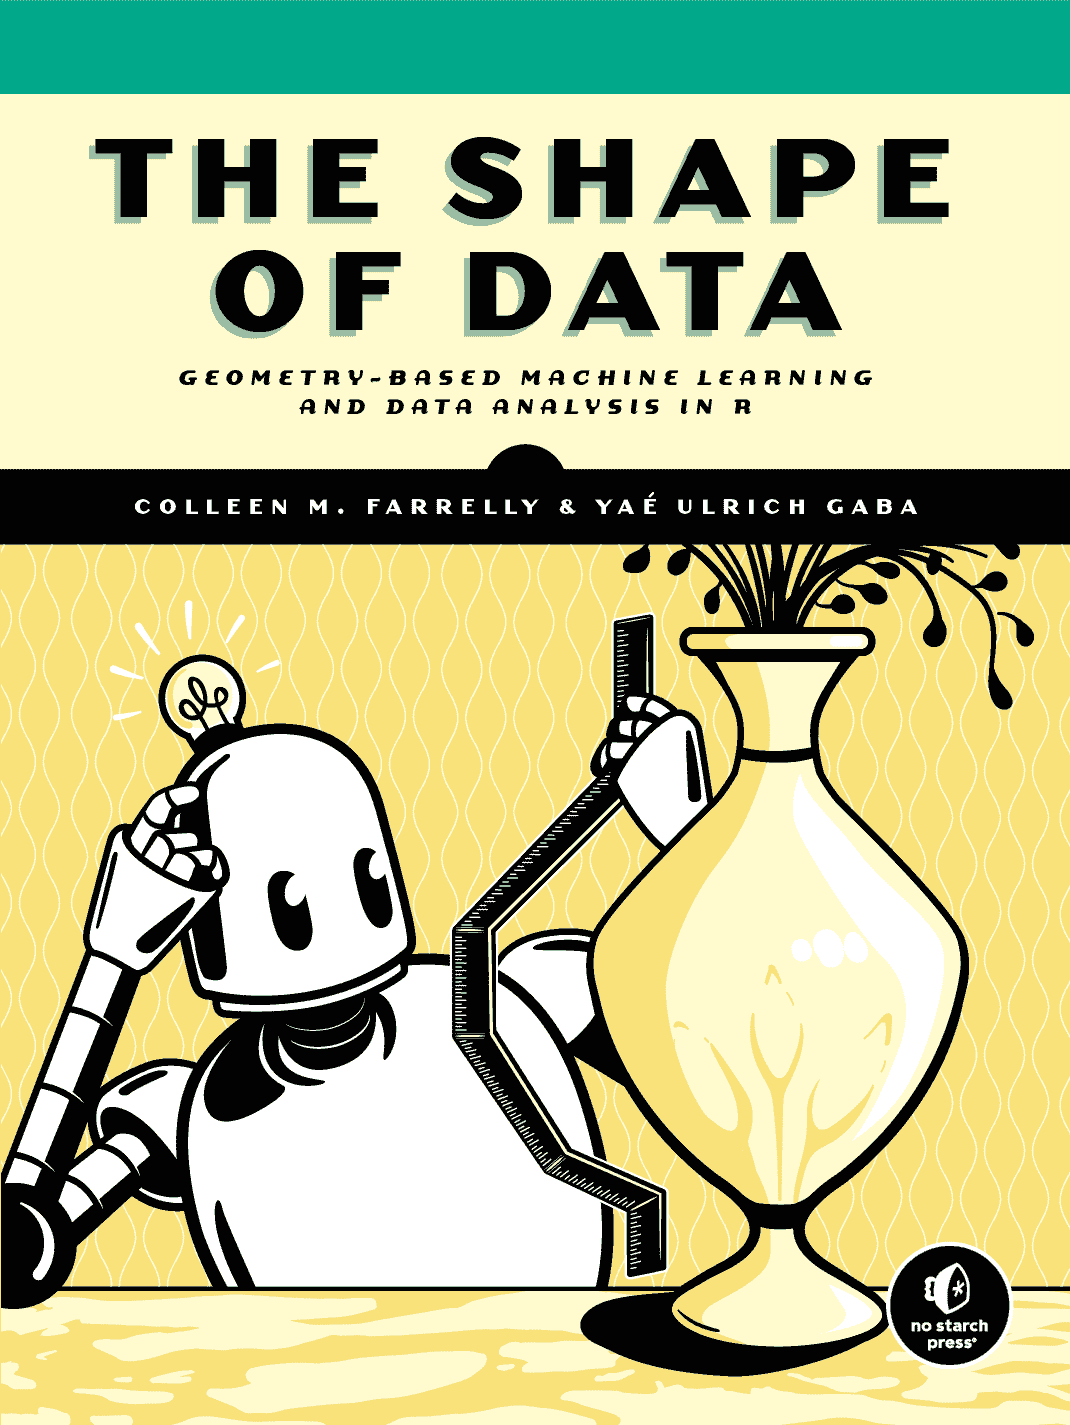 THE SHAPE
OF DATA
GEOMETRY-BASED MACHINE LEARNING
AND DATA ANALYSIS IN R
COLLEEN M. FARRELLY & YAÉ ULRICH GABA
no starch
press®